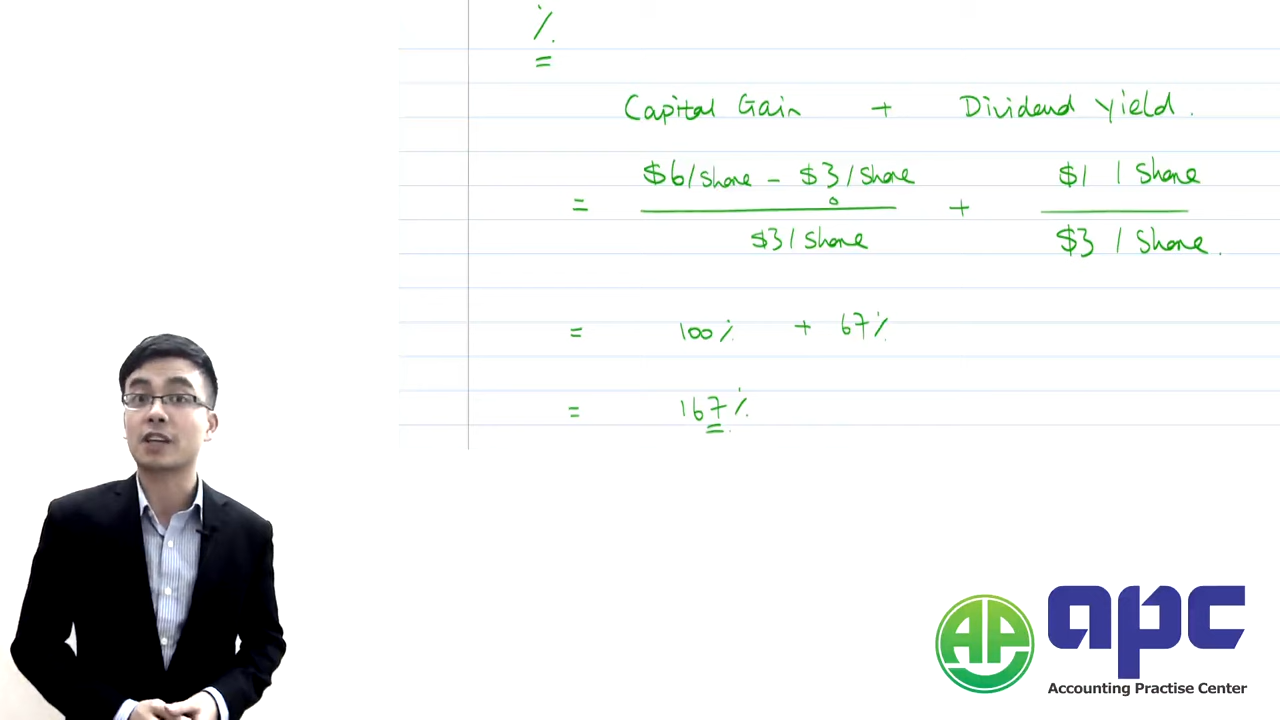 %
=
Capital Gain + Dividend Yield.
= $6/share - $3/share + $1 / share
$3/share $3 / share.
= 100% + 67%
= 167%
AP
apc
Accounting Practise Center